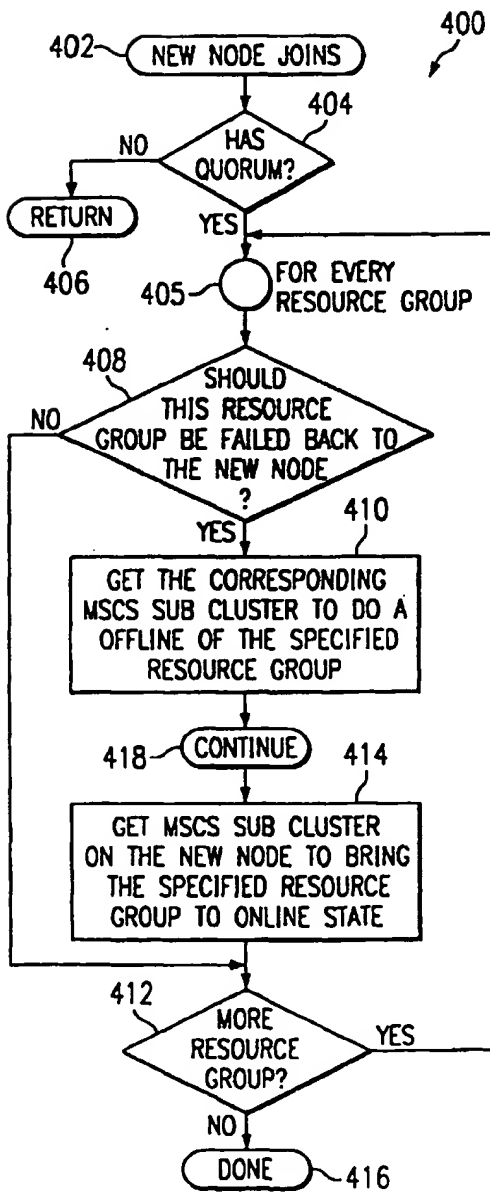 400
402
NEW NODE JOINS
404
HAS
QUORUM?
NO
RETURN
406
YES
405
FOR EVERY
RESOURCE GROUP
408
SHOULD
THIS RESOURCE
GROUP BE FAILED BACK TO
THE NEW NODE
?
NO
YES
410
GET THE CORRESPONDING
MSCS SUB CLUSTER TO DO A
OFFLINE OF THE SPECIFIED
RESOURCE GROUP
418
CONTINUE
414
GET MSCS SUB CLUSTER
ON THE NEW NODE TO BRING
THE SPECIFIED RESOURCE
GROUP TO ONLINE STATE
412
MORE
RESOURCE
GROUP?
YES
NO
DONE
416